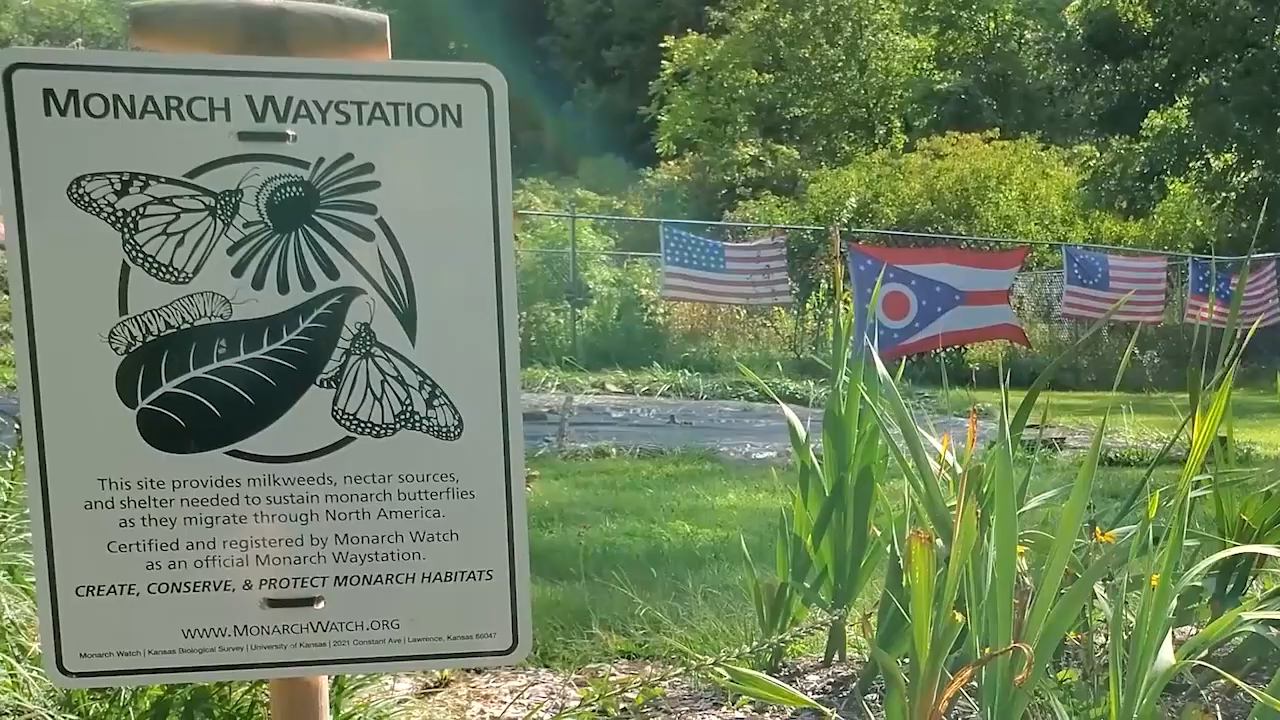 MONARCH WAYSTATION
This site provides milkweeds, nectar sources,
and shelter needed to sustain monarch butterflies
as they migrate through North America.
Certified and registered by Monarch Watch
as an official Monarch Waystation.
CREATE, CONSERVE, & PROTECT MONARCH HABITATS
WWW.MONARCHWATCH.ORG
Monarch Watch | Kansas Biological Survey | University of Kansas | 2021 Constant Ave | Lawrence, Kansas 66047